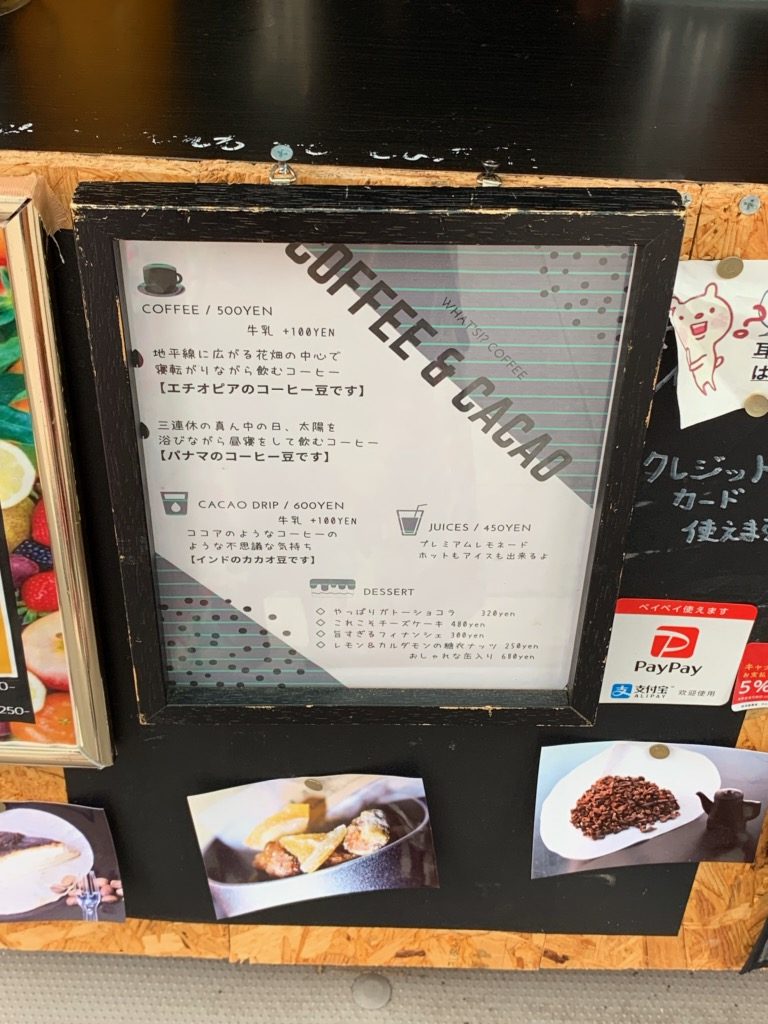 COFFEE & CACAO
WHAT'S!? COFFEE
COFFEE / 500YEN
牛乳 +100YEN
地平線に広がる花畑の中心で
寝転がりながら飲むコーヒー
【エチオピアのコーヒー豆です】
三連休の真ん中の日、太陽を
浴びながら昼寝をして飲むコーヒー
【パナマのコーヒー豆です】
CACAO DRIP / 600YEN
牛乳 +100YEN
ココアのようなコーヒーの
ような不思議な気持ち
【インドのカカオ豆です】
JUICES / 450YEN
プレミアムレモネード
ホットもアイスも出来るよ
DESSERT
◇ やっぱりガトーショコラ 320yen
◇ これこそチーズケーキ 480yen
◇ 旨すぎるフィナンシェ 300yen
◇ レモン&カルダモンの糖衣ナッツ 250yen
おしゃれな缶入り 680yen
クレジット
カード
使えます
ペイペイ使えます
PayPay
支付宝 欢迎使用
ALIPAY
5%
250-